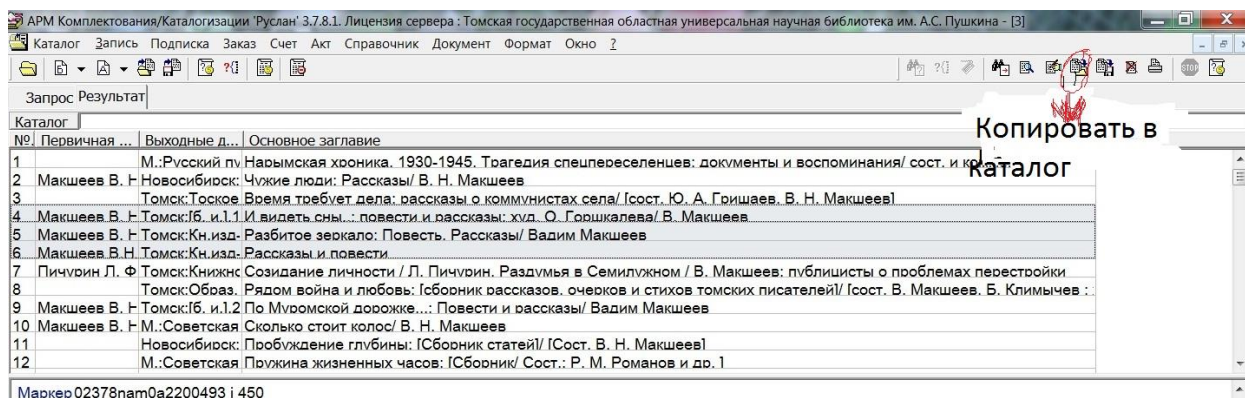 АРМ Комплектования/Каталогизации 'Руслан' 3.7.8.1. Лицензия сервера : Томская государственная областная универсальная научная библиотека им. А.С. Пушкина - [3]
Каталог Запись Подписка Заказ Счет Акт Справочник Документ Формат Окно ?
STOP
Запрос Результат
Копировать в каталог
Каталог
№ Первичная ... Выходные д... Основное заглавие
1 М.:Русский пу Нарымская хроника. 1930-1945. Трагедия спецпереселенцев: документы и воспоминания/ сост. и
2 Макшеев В. Н Новосибирск: Чужие люди: Рассказы/ В. Н. Макшеев
3 Томск:Тоское Время требует дела: рассказы о коммунистах села/ [сост. Ю. А. Гришаев, В. Н. Макшеев]
4 Макшеев В. Н Томск:[б. и.],1 И видеть сны. : повести и рассказы: худ. О. Горшкалева/ В. Макшеев
5 Макшеев В. Н Томск:Кн.изд- Разбитое зеркало: Повесть. Рассказы/ Вадим Макшеев
6 Макшеев В.Н. Томск:Кн.изд- Рассказы и повести
7 Пичурин Л. Ф Томск:Книжно Созидание личности / Л. Пичурин. Раздумья в Семилужном / В. Макшеев: публицисты о проблемах перестройки
8 Томск:Образ, Рядом война и любовь: [сборник рассказов, очерков и стихов томских писателей]/ [сост. В. Макшеев, Б. Климычев ;
9 Макшеев В. Н Томск:[б. и.],2 По Муромской дорожке...: Повести и рассказы/ Вадим Макшеев
10 Макшеев В. Н М.:Советская Сколько стоит колос/ В. Н. Макшеев
11 Новосибирск: Пробуждение глубины: [Сборник статей]/ [Сост. В. Н. Макшеев]
12 М.:Советская Пружина жизненных часов: [Сборник/ Сост.: Р. М. Романов и др. ]
Маркер 02378nam0a2200493 i 450